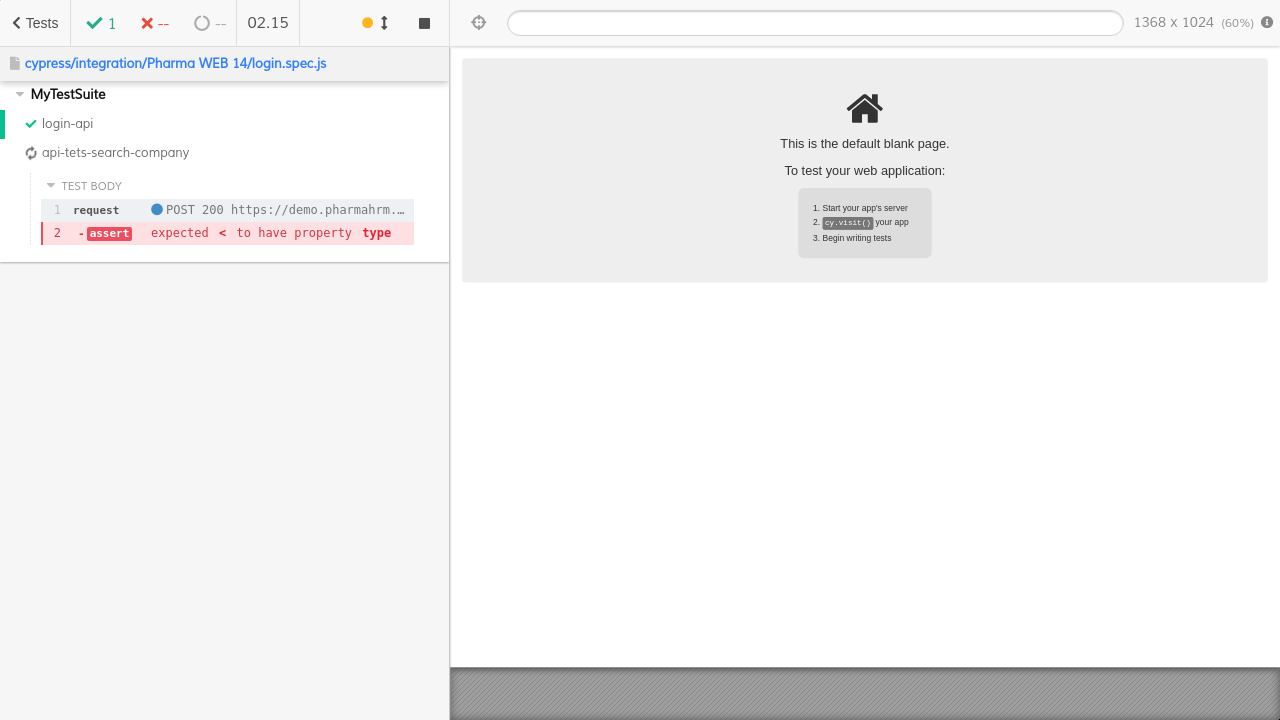 Tests 1 -- -- 02.15
1368 x 1024 (60%)
cypress/integration/Pharma WEB 14/login.spec.js
MyTestSuite
login-api
api-tets-search-company
TEST BODY
1 request POST 200 https://demo.pharmahrm.…
2 -assert expected < to have property type
This is the default blank page.
To test your web application:
1. Start your app's server
2. cy.visit() your app
3. Begin writing tests